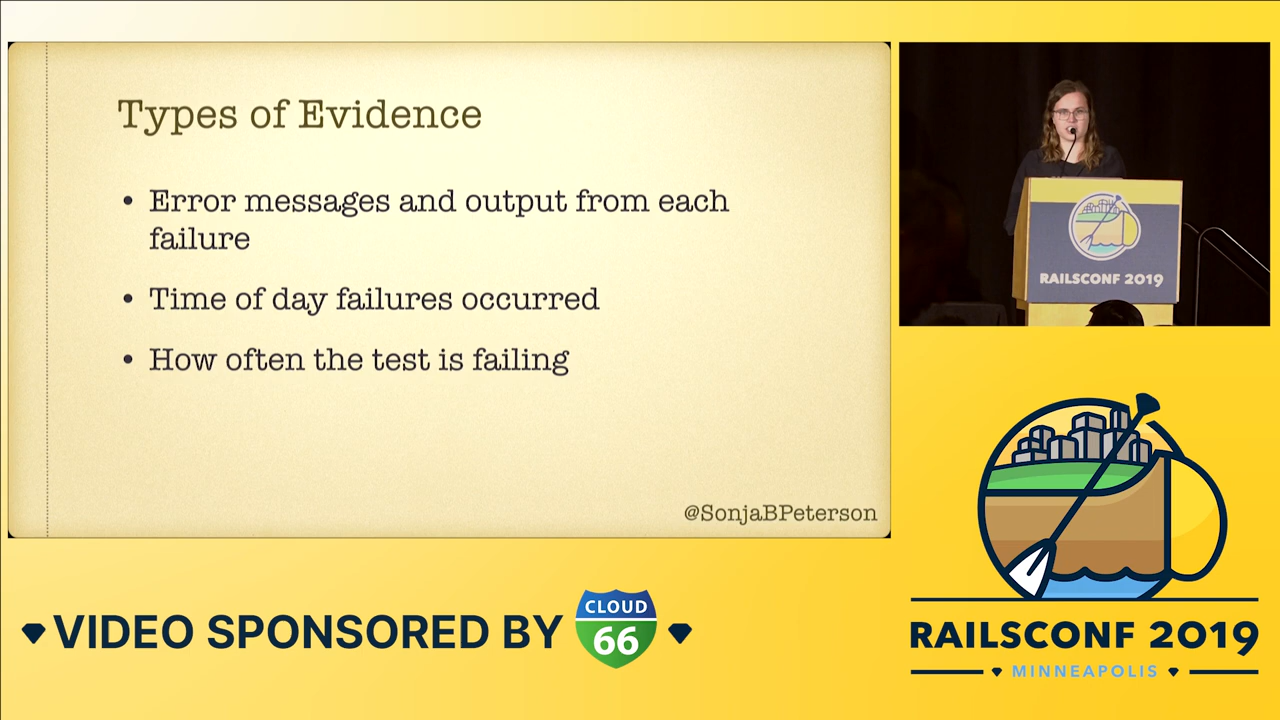 Types of Evidence
• Error messages and output from each
failure
• Time of day failures occurred
• How often the test is failing
@SonjaBPeterson
RAILSCONF 2019
VIDEO SPONSORED BY
CLOUD
66
RAILSCONF 2019
MINNEAPOLIS